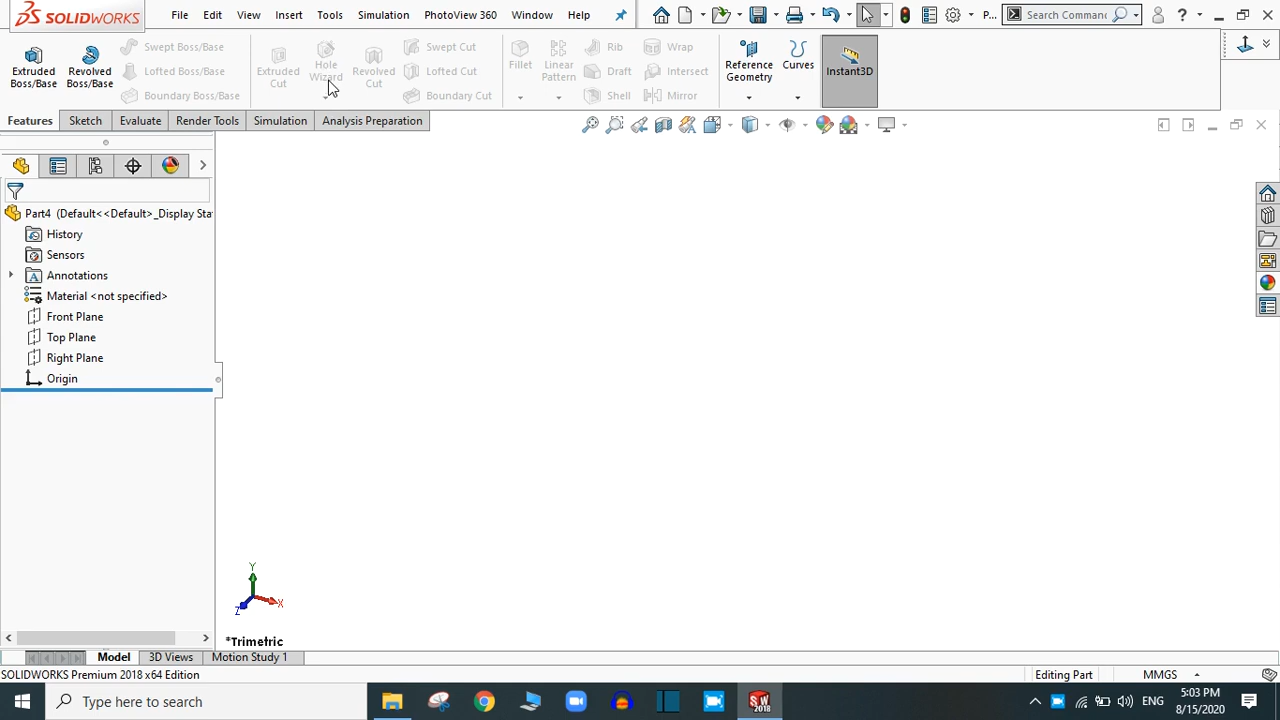 SOLIDWORKS
File Edit View Insert Tools Simulation PhotoView 360 Window Help
P...
Search Comman
Extruded Boss/Base
Revolved Boss/Base
Swept Boss/Base
Lofted Boss/Base
Boundary Boss/Base
Extruded Cut
Hole Wizard
Revolved Cut
Swept Cut
Lofted Cut
Boundary Cut
Fillet
Linear Pattern
Rib
Draft
Shell
Wrap
Intersect
Mirror
Reference Geometry
Curves
Instant3D
Features Sketch Evaluate Render Tools Simulation Analysis Preparation
Part4 (Default<<Default>_Display Sta
History
Sensors
Annotations
Material <not specified>
Front Plane
Top Plane
Right Plane
Origin
Y
X
Z
*Trimetric
Model 3D Views Motion Study 1
SOLIDWORKS Premium 2018 x64 Edition
Editing Part
MMGS
Type here to search
SW
2018
ENG
5:03 PM
8/15/2020